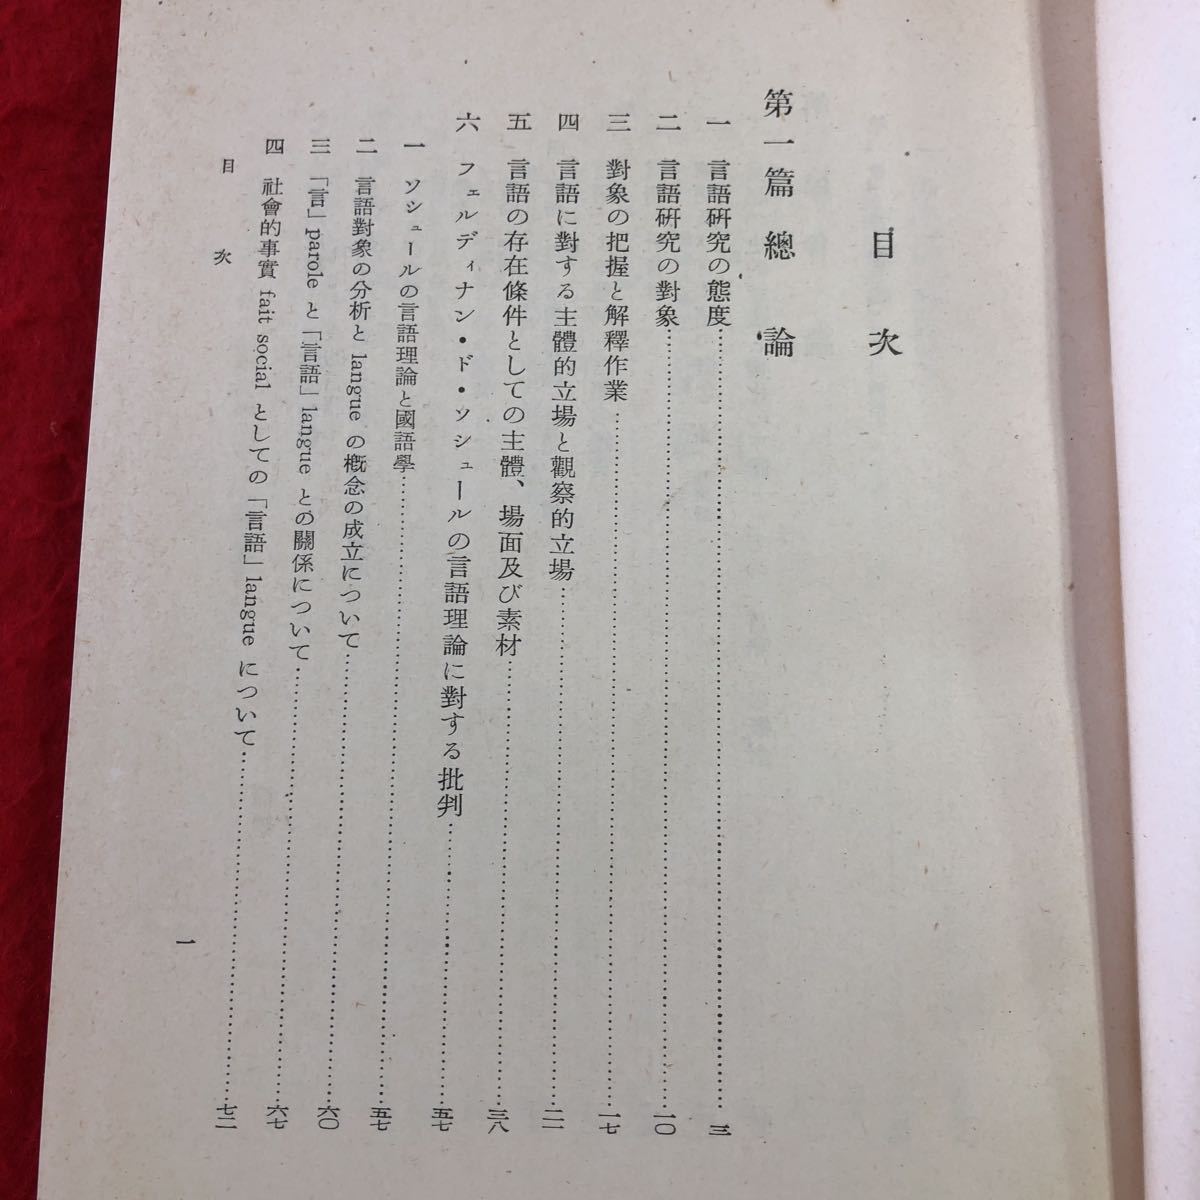 目次
第一篇 總論
一 言語硏究の態度……三
二 言語硏究の對象……一〇
三 對象の把握と解釋作業……一七
四 言語に對する主體的立場と觀察的立場……二一
五 言語の存在條件としての主體、場面及び素材……三八
六 フェルディナン・ド・ソシュールの言語理論に對する批判……五七
一 ソシュールの言語理論と國語學……五七
二 言語對象の分析と langue の槪念の成立について……六〇
三 「言」parole と「言語」langue との關係について……六七
四 社會的事實 fait social としての「言語」langue について……七二
目次
一